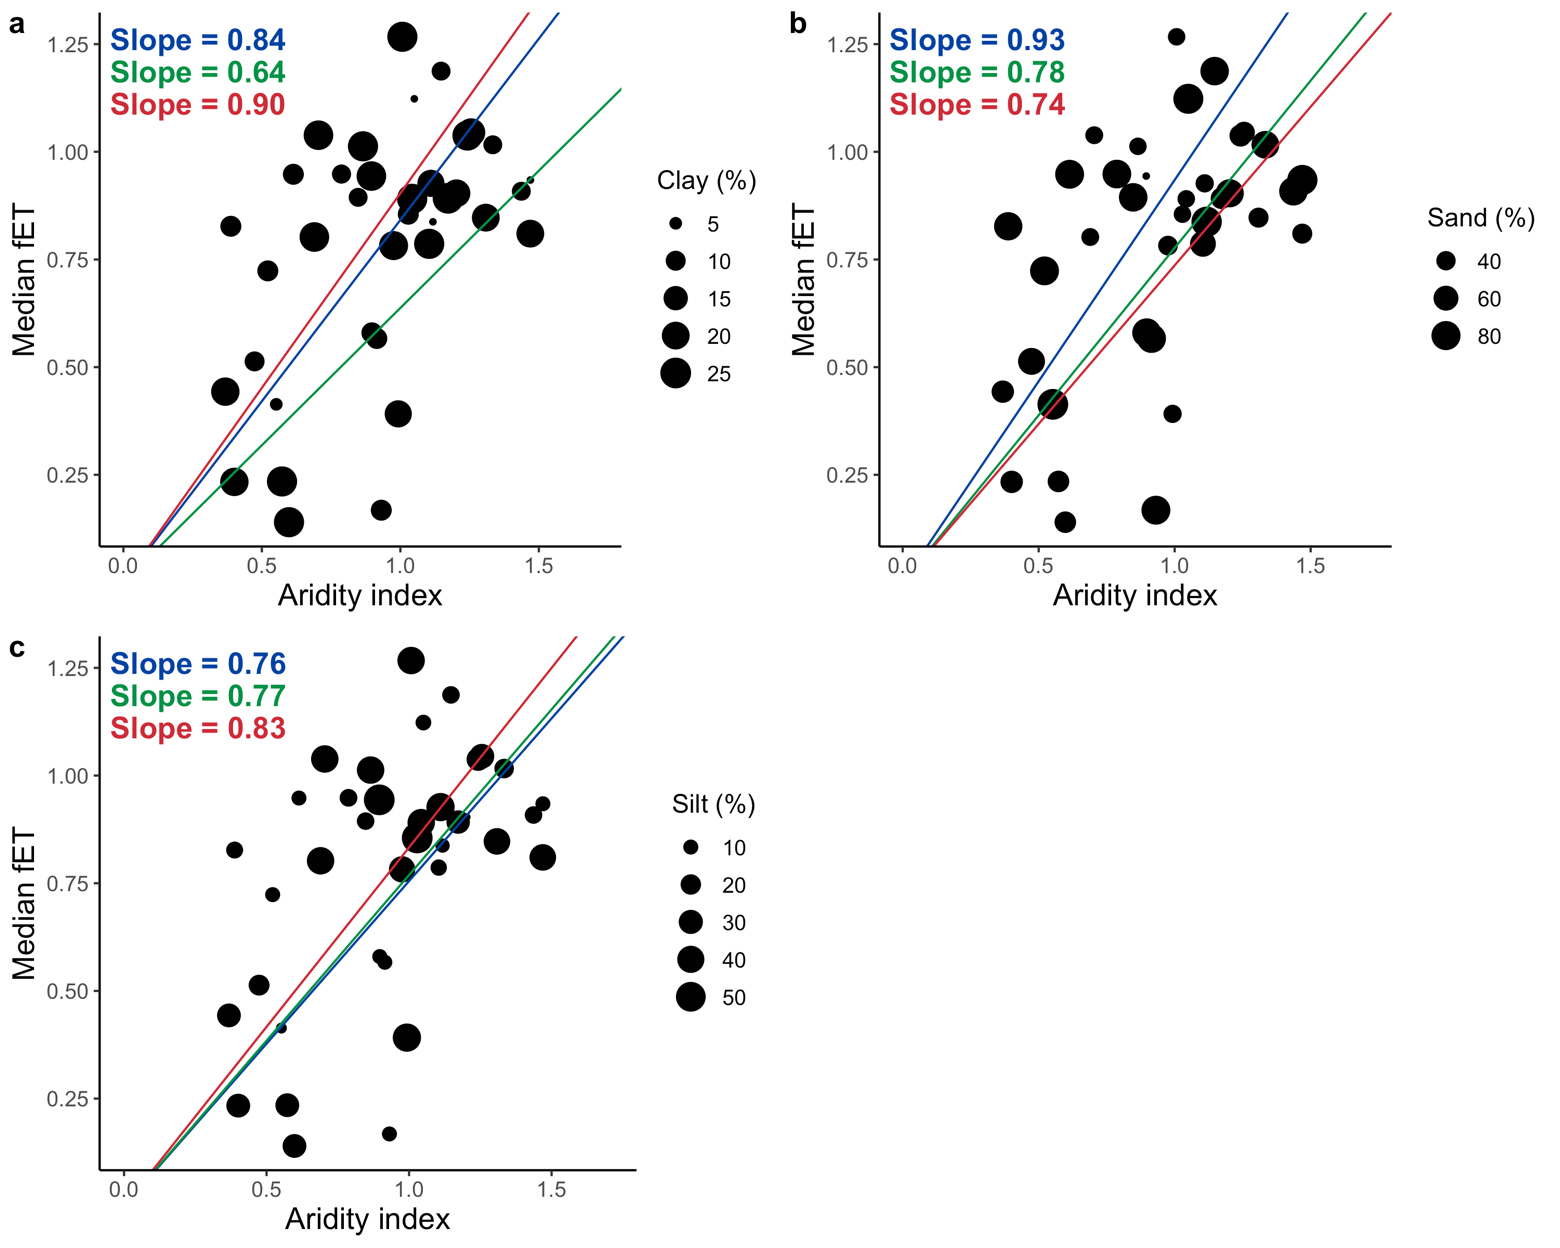 a
Slope = 0.84
Slope = 0.64
Slope = 0.90
1.25
1.00
0.75
0.50
0.25
Median fET
0.0 0.5 1.0 1.5
Aridity index
Clay (%)
5
10
15
20
25
b
Slope = 0.93
Slope = 0.78
Slope = 0.74
1.25
1.00
0.75
0.50
0.25
Median fET
0.0 0.5 1.0 1.5
Aridity index
Sand (%)
40
60
80
c
Slope = 0.76
Slope = 0.77
Slope = 0.83
1.25
1.00
0.75
0.50
0.25
Median fET
0.0 0.5 1.0 1.5
Aridity index
Silt (%)
10
20
30
40
50